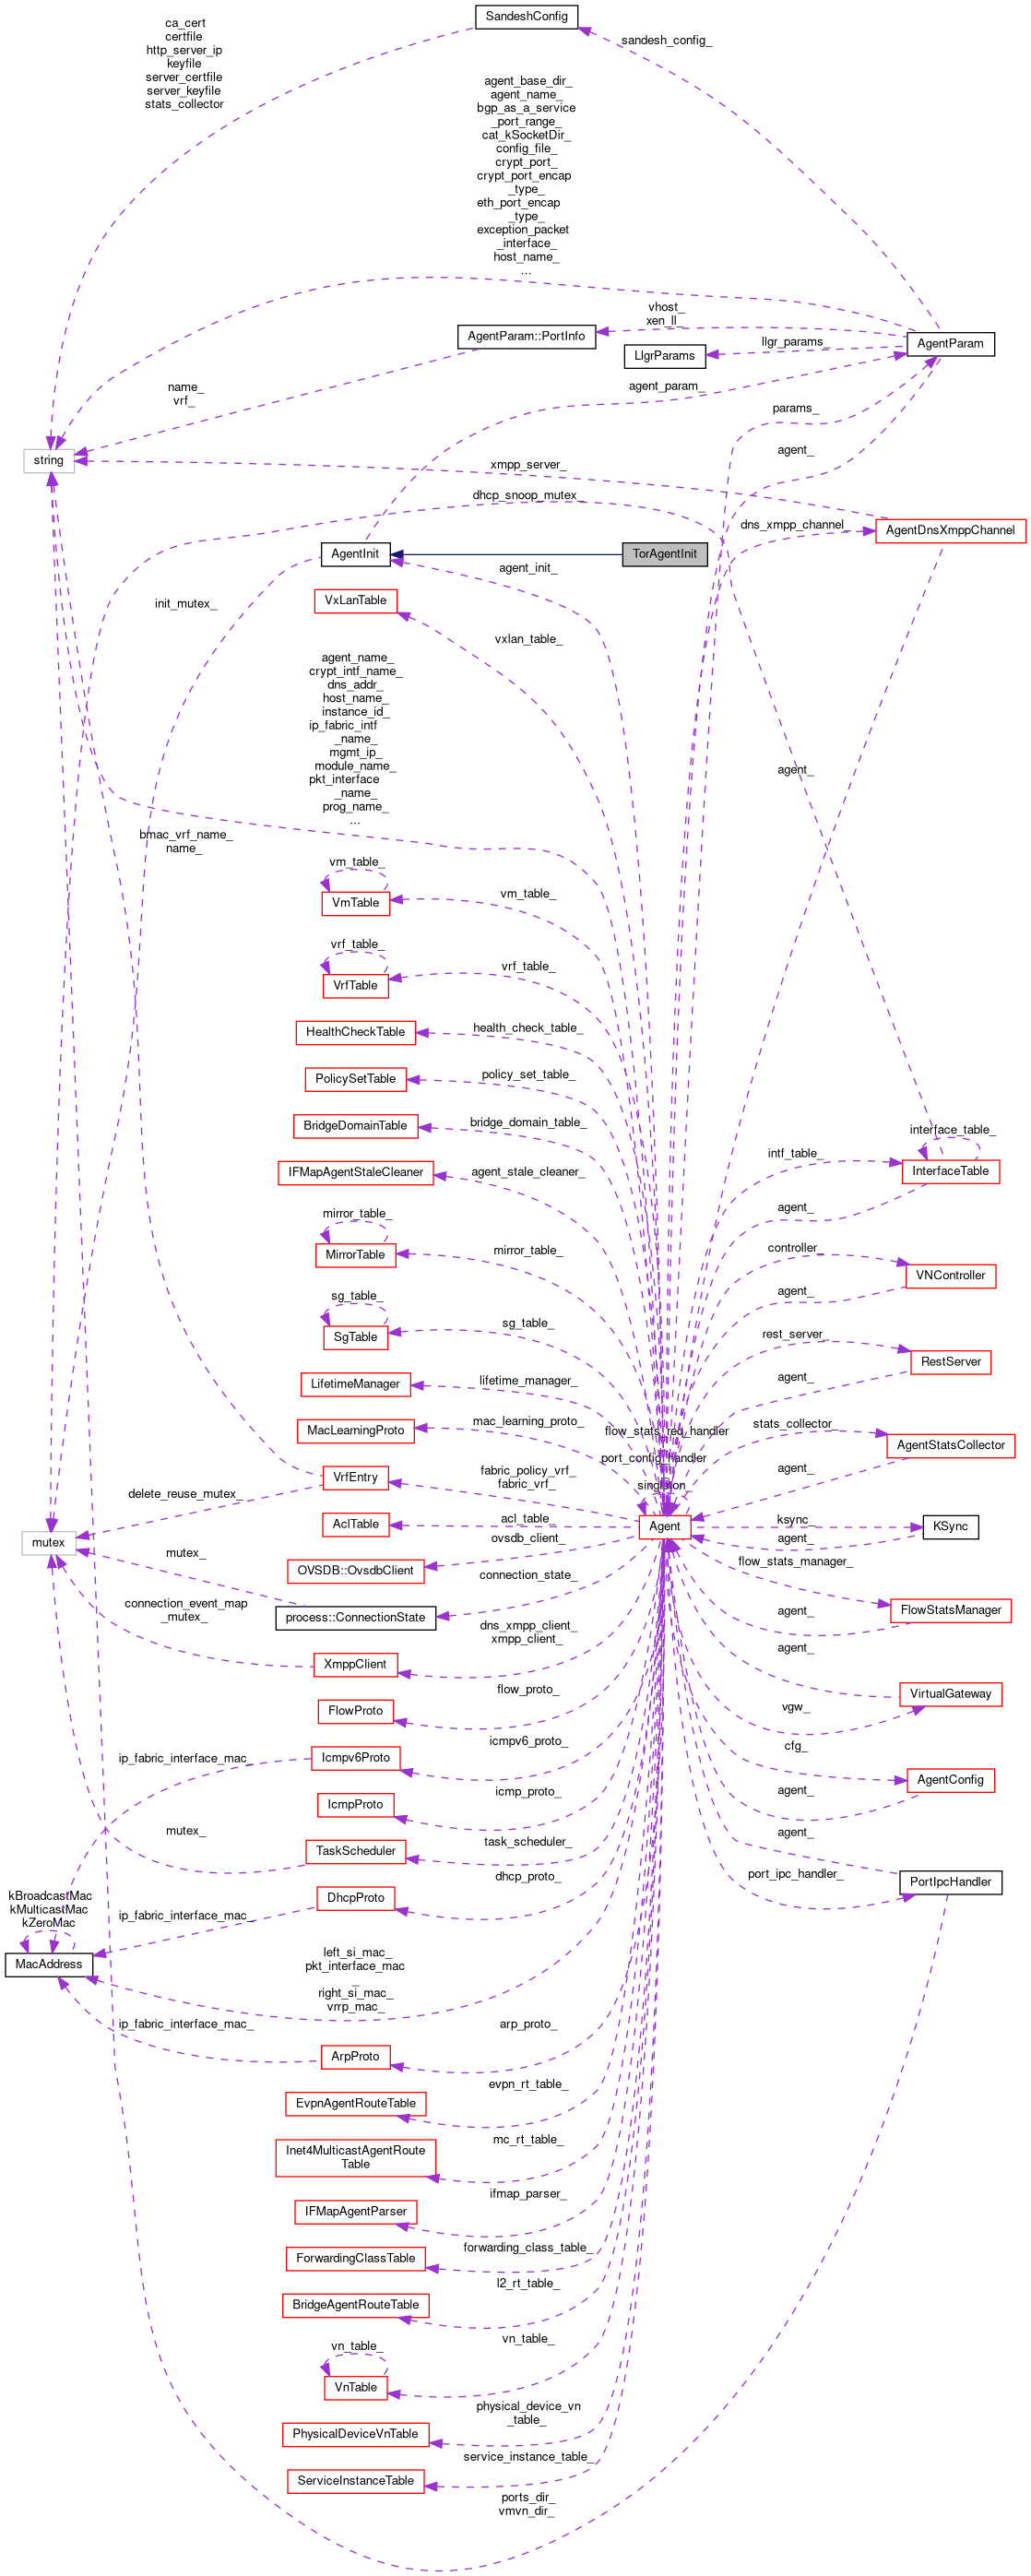 SandeshConfig
ca_cert
certfile
http_server_ip
keyfile
server_certfile
server_keyfile
stats_collector
sandesh_config_
agent_base_dir_
agent_name_
bgp_as_a_service
_port_range_
cat_kSocketDir_
config_file_
crypt_port_
crypt_port_encap
_type_
eth_port_encap
_type_
exception_packet
_interface_
host_name_
...
vhost_
xen_ll_
AgentParam::PortInfo
AgentParam
llgr_params_
LlgrParams
agent_param_
name_
vrf_
params_
agent_
string
xmpp_server_
dhcp_snoop_mutex_
dns_xmpp_channel_
AgentDnsXmppChannel
AgentInit
TorAgentInit
agent_init_
init_mutex_
VxLanTable
vxlan_table_
agent_name_
crypt_intf_name_
dns_addr_
host_name_
instance_id_
ip_fabric_intf
_name_
mgmt_ip_
module_name_
pkt_interface
_name_
prog_name_
...
agent_
bmac_vrf_name_
name_
vm_table_
VmTable
vm_table_
vrf_table_
VrfTable
vrf_table_
HealthCheckTable
health_check_table_
PolicySetTable
policy_set_table_
BridgeDomainTable
bridge_domain_table_
interface_table_
intf_table_
InterfaceTable
IFMapAgentStaleCleaner
agent_stale_cleaner_
agent_
mirror_table_
MirrorTable
mirror_table_
controller_
VNController
agent_
sg_table_
SgTable
sg_table_
rest_server_
RestServer
agent_
LifetimeManager
lifetime_manager_
MacLearningProto
mac_learning_proto_
flow_stats_req_handler
port_config_handler
singleton_
stats_collector_
AgentStatsCollector
agent_
VrfEntry
fabric_policy_vrf_
fabric_vrf_
delete_reuse_mutex_
AclTable
acl_table_
Agent
ksync_
agent_
KSync
mutex
mutex_
OVSDB::OvsdbClient
ovsdb_client_
connection_state_
flow_stats_manager_
FlowStatsManager
agent_
process::ConnectionState
connection_event_map
_mutex_
dns_xmpp_client_
xmpp_client_
XmppClient
agent_
VirtualGateway
vgw_
FlowProto
flow_proto_
ip_fabric_interface_mac_
Icmpv6Proto
icmpv6_proto_
cfg_
AgentConfig
agent_
IcmpProto
icmp_proto_
mutex_
TaskScheduler
task_scheduler_
agent_
port_ipc_handler_
PortIpcHandler
DhcpProto
dhcp_proto_
kBroadcastMac
kMulticastMac
kZeroMac
ip_fabric_interface_mac_
MacAddress
left_si_mac_
pkt_interface_mac
_
right_si_mac_
vrrp_mac_
ip_fabric_interface_mac_
ArpProto
arp_proto_
EvpnAgentRouteTable
evpn_rt_table_
Inet4MulticastAgentRoute
Table
mc_rt_table_
IFMapAgentParser
ifmap_parser_
ForwardingClassTable
forwarding_class_table_
BridgeAgentRouteTable
l2_rt_table_
vn_table_
VnTable
vn_table_
PhysicalDeviceVnTable
physical_device_vn
_table_
ServiceInstanceTable
service_instance_table_
ports_dir_
vmvn_dir_